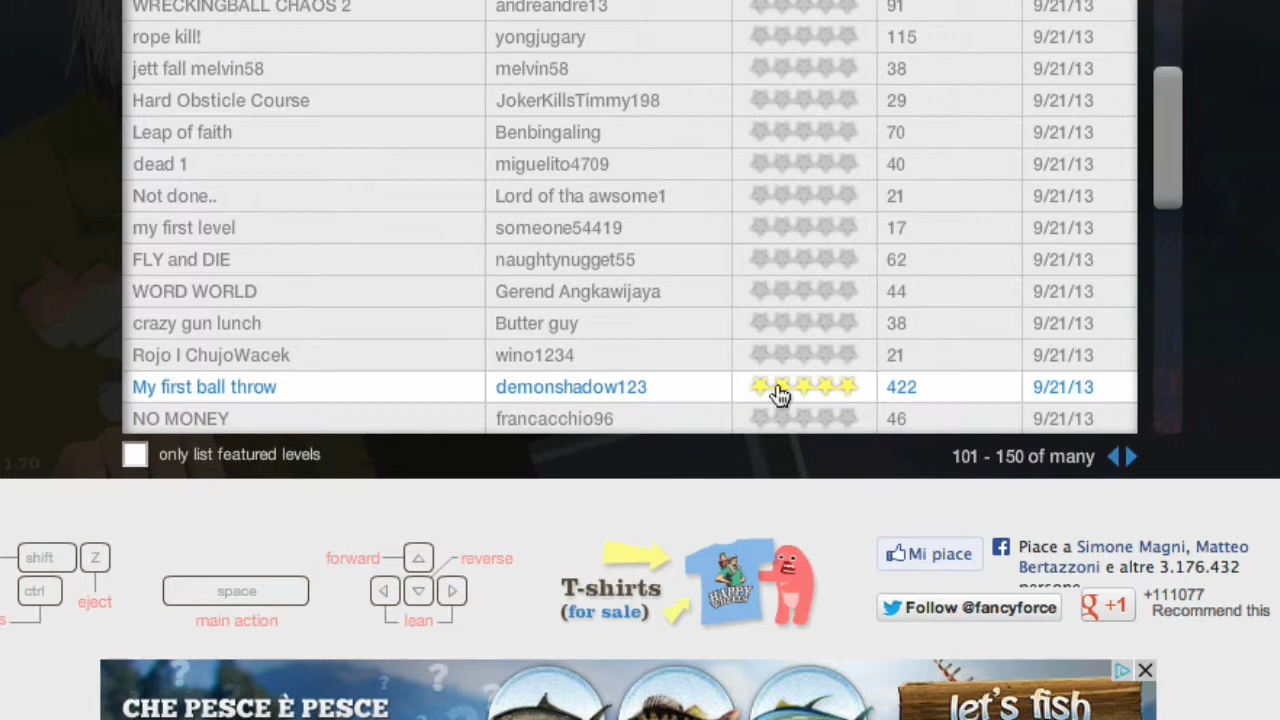 WRECKINGBALL CHAOS 2 andreandre13 91 9/21/13
rope kill! yongjugary 115 9/21/13
jett fall melvin58 melvin58 38 9/21/13
Hard Obsticle Course JokerKillsTimmy198 29 9/21/13
Leap of faith Benbingaling 70 9/21/13
dead 1 miguelito4709 40 9/21/13
Not done.. Lord of tha awsome1 21 9/21/13
my first level someone54419 17 9/21/13
FLY and DIE naughtynugget55 62 9/21/13
WORD WORLD Gerend Angkawijaya 44 9/21/13
crazy gun lunch Butter guy 38 9/21/13
Rojo I ChujoWacek wino1234 21 9/21/13
My first ball throw demonshadow123 422 9/21/13
NO MONEY francacchio96 46 9/21/13
only list featured levels 101 - 150 of many
1.70
shift Z forward reverse
ctrl eject space main action lean
T-shirts
(for sale)
HAPPY WHEELS
Mi piace
Piace a Simone Magni, Matteo
Bertazzoni e altre 3.176.432
persone
Follow @fancyforce
g +1
+111077
Recommend this
CHE PESCE È PESCE
let's fish